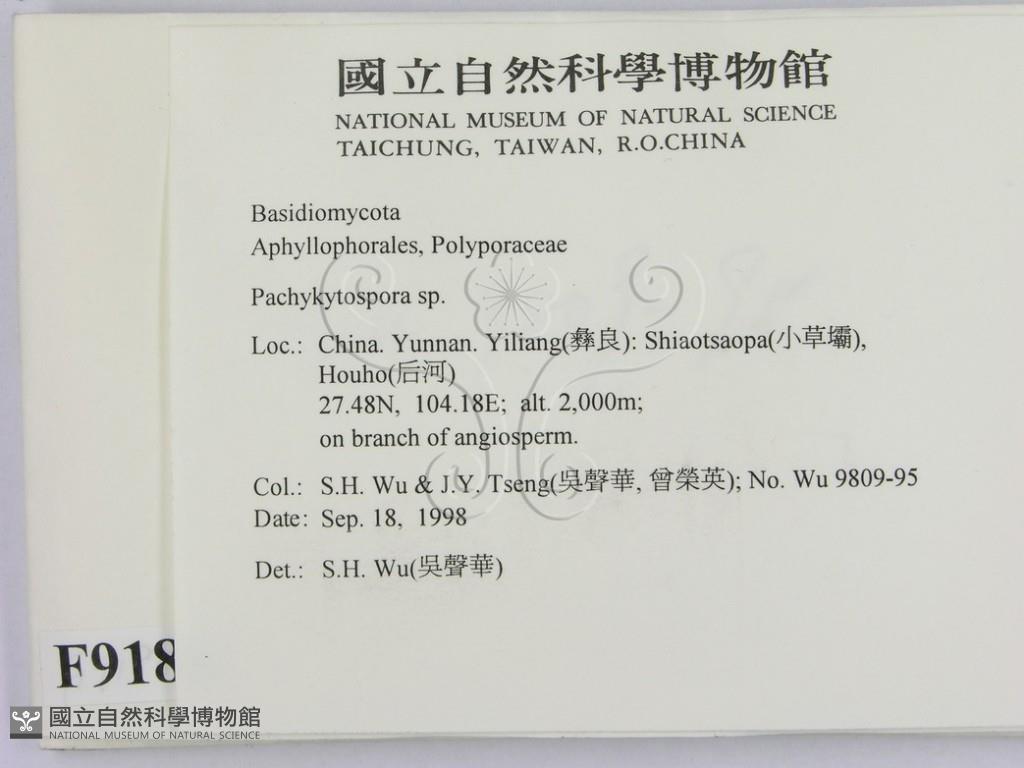 國立自然科學博物館
NATIONAL MUSEUM OF NATURAL SCIENCE
TAICHUNG, TAIWAN, R.O.CHINA
Basidiomycota
Aphyllophorales, Polyporaceae
Pachykytospora sp.
Loc.: China. Yunnan. Yiliang(彝良): Shiaotsaopa(小草壩),
Houho(后河)
27.48N, 104.18E; alt. 2,000m;
on branch of angiosperm.
Col.: S.H. Wu & J.Y. Tseng(吳聲華, 曾榮英); No. Wu 9809-95
Date: Sep. 18, 1998
Det.: S.H. Wu(吳聲華)
F918
國立自然科學博物館
NATIONAL MUSEUM OF NATURAL SCIENCE